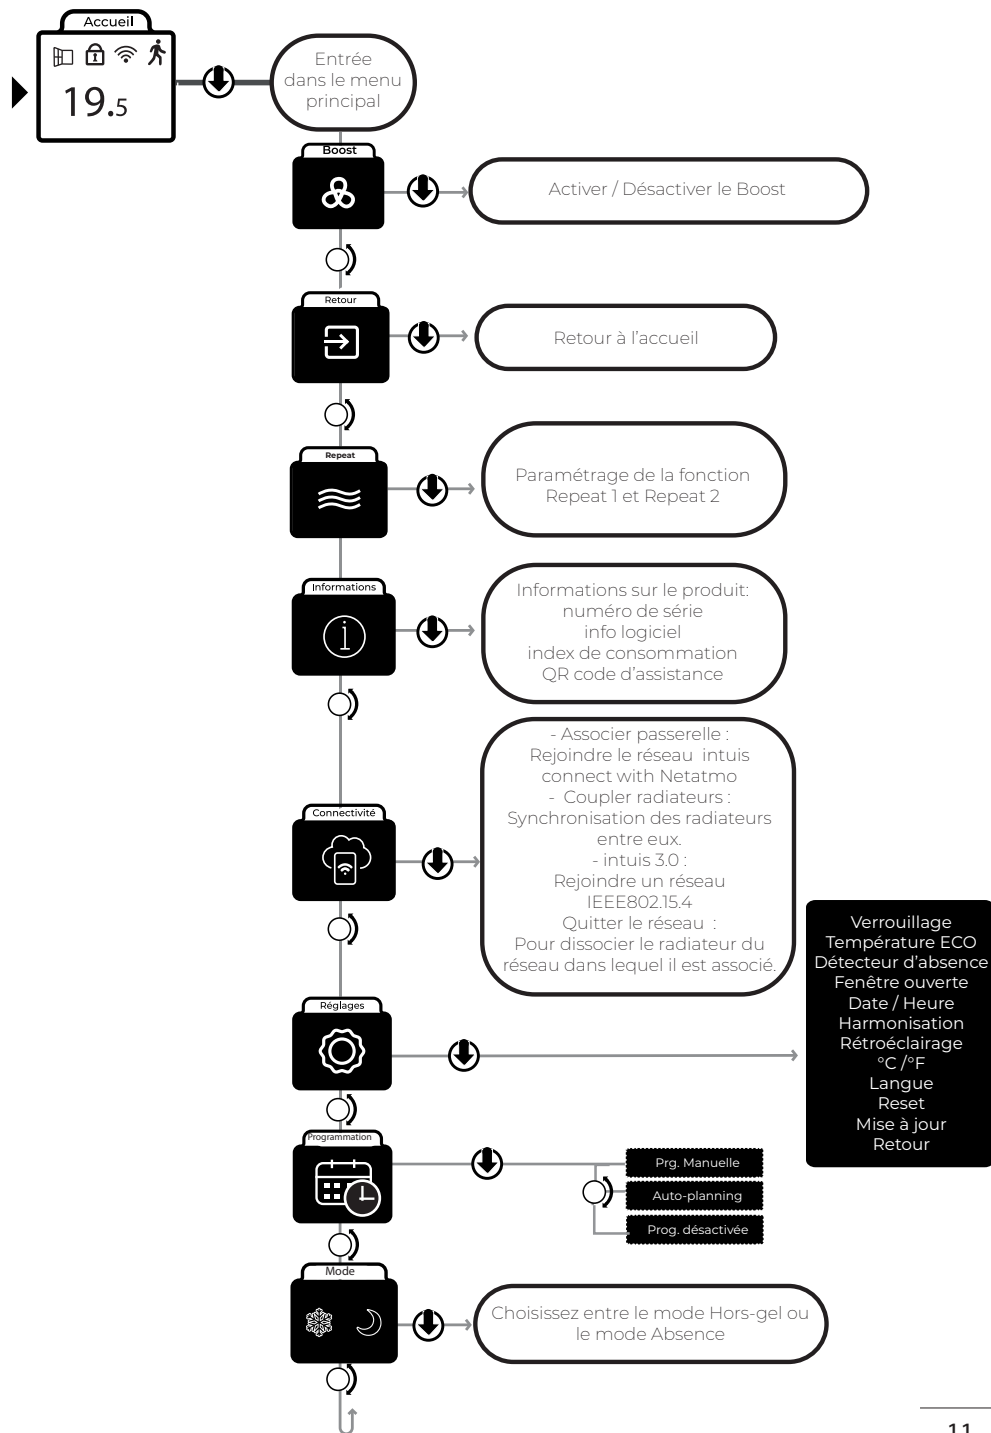 Accueil
19.5
Entrée
dans le menu
principal
Boost
Activer / Désactiver le Boost
Retour
Retour à l’accueil
Repeat
Paramétrage de la fonction
Repeat 1 et Repeat 2
Informations
i
Informations sur le produit:
numéro de série
info logiciel
index de consommation
QR code d’assistance
Connectivité
- Associer passerelle :
Rejoindre le réseau intuis
connect with Netatmo
- Coupler radiateurs :
Synchronisation des radiateurs
entre eux.
- intuis 3.0 :
Rejoindre un réseau
IEEE802.15.4
Quitter le réseau :
Pour dissocier le radiateur du
réseau dans lequel il est associé.
Réglages
Verrouillage
Température ECO
Détecteur d’absence
Fenêtre ouverte
Date / Heure
Harmonisation
Rétroéclairage
°C /°F
Langue
Reset
Mise à jour
Retour
Programmation
Prg. Manuelle
Auto-planning
Prog. désactivée
Mode
Choisissez entre le mode Hors-gel ou
le mode Absence
11